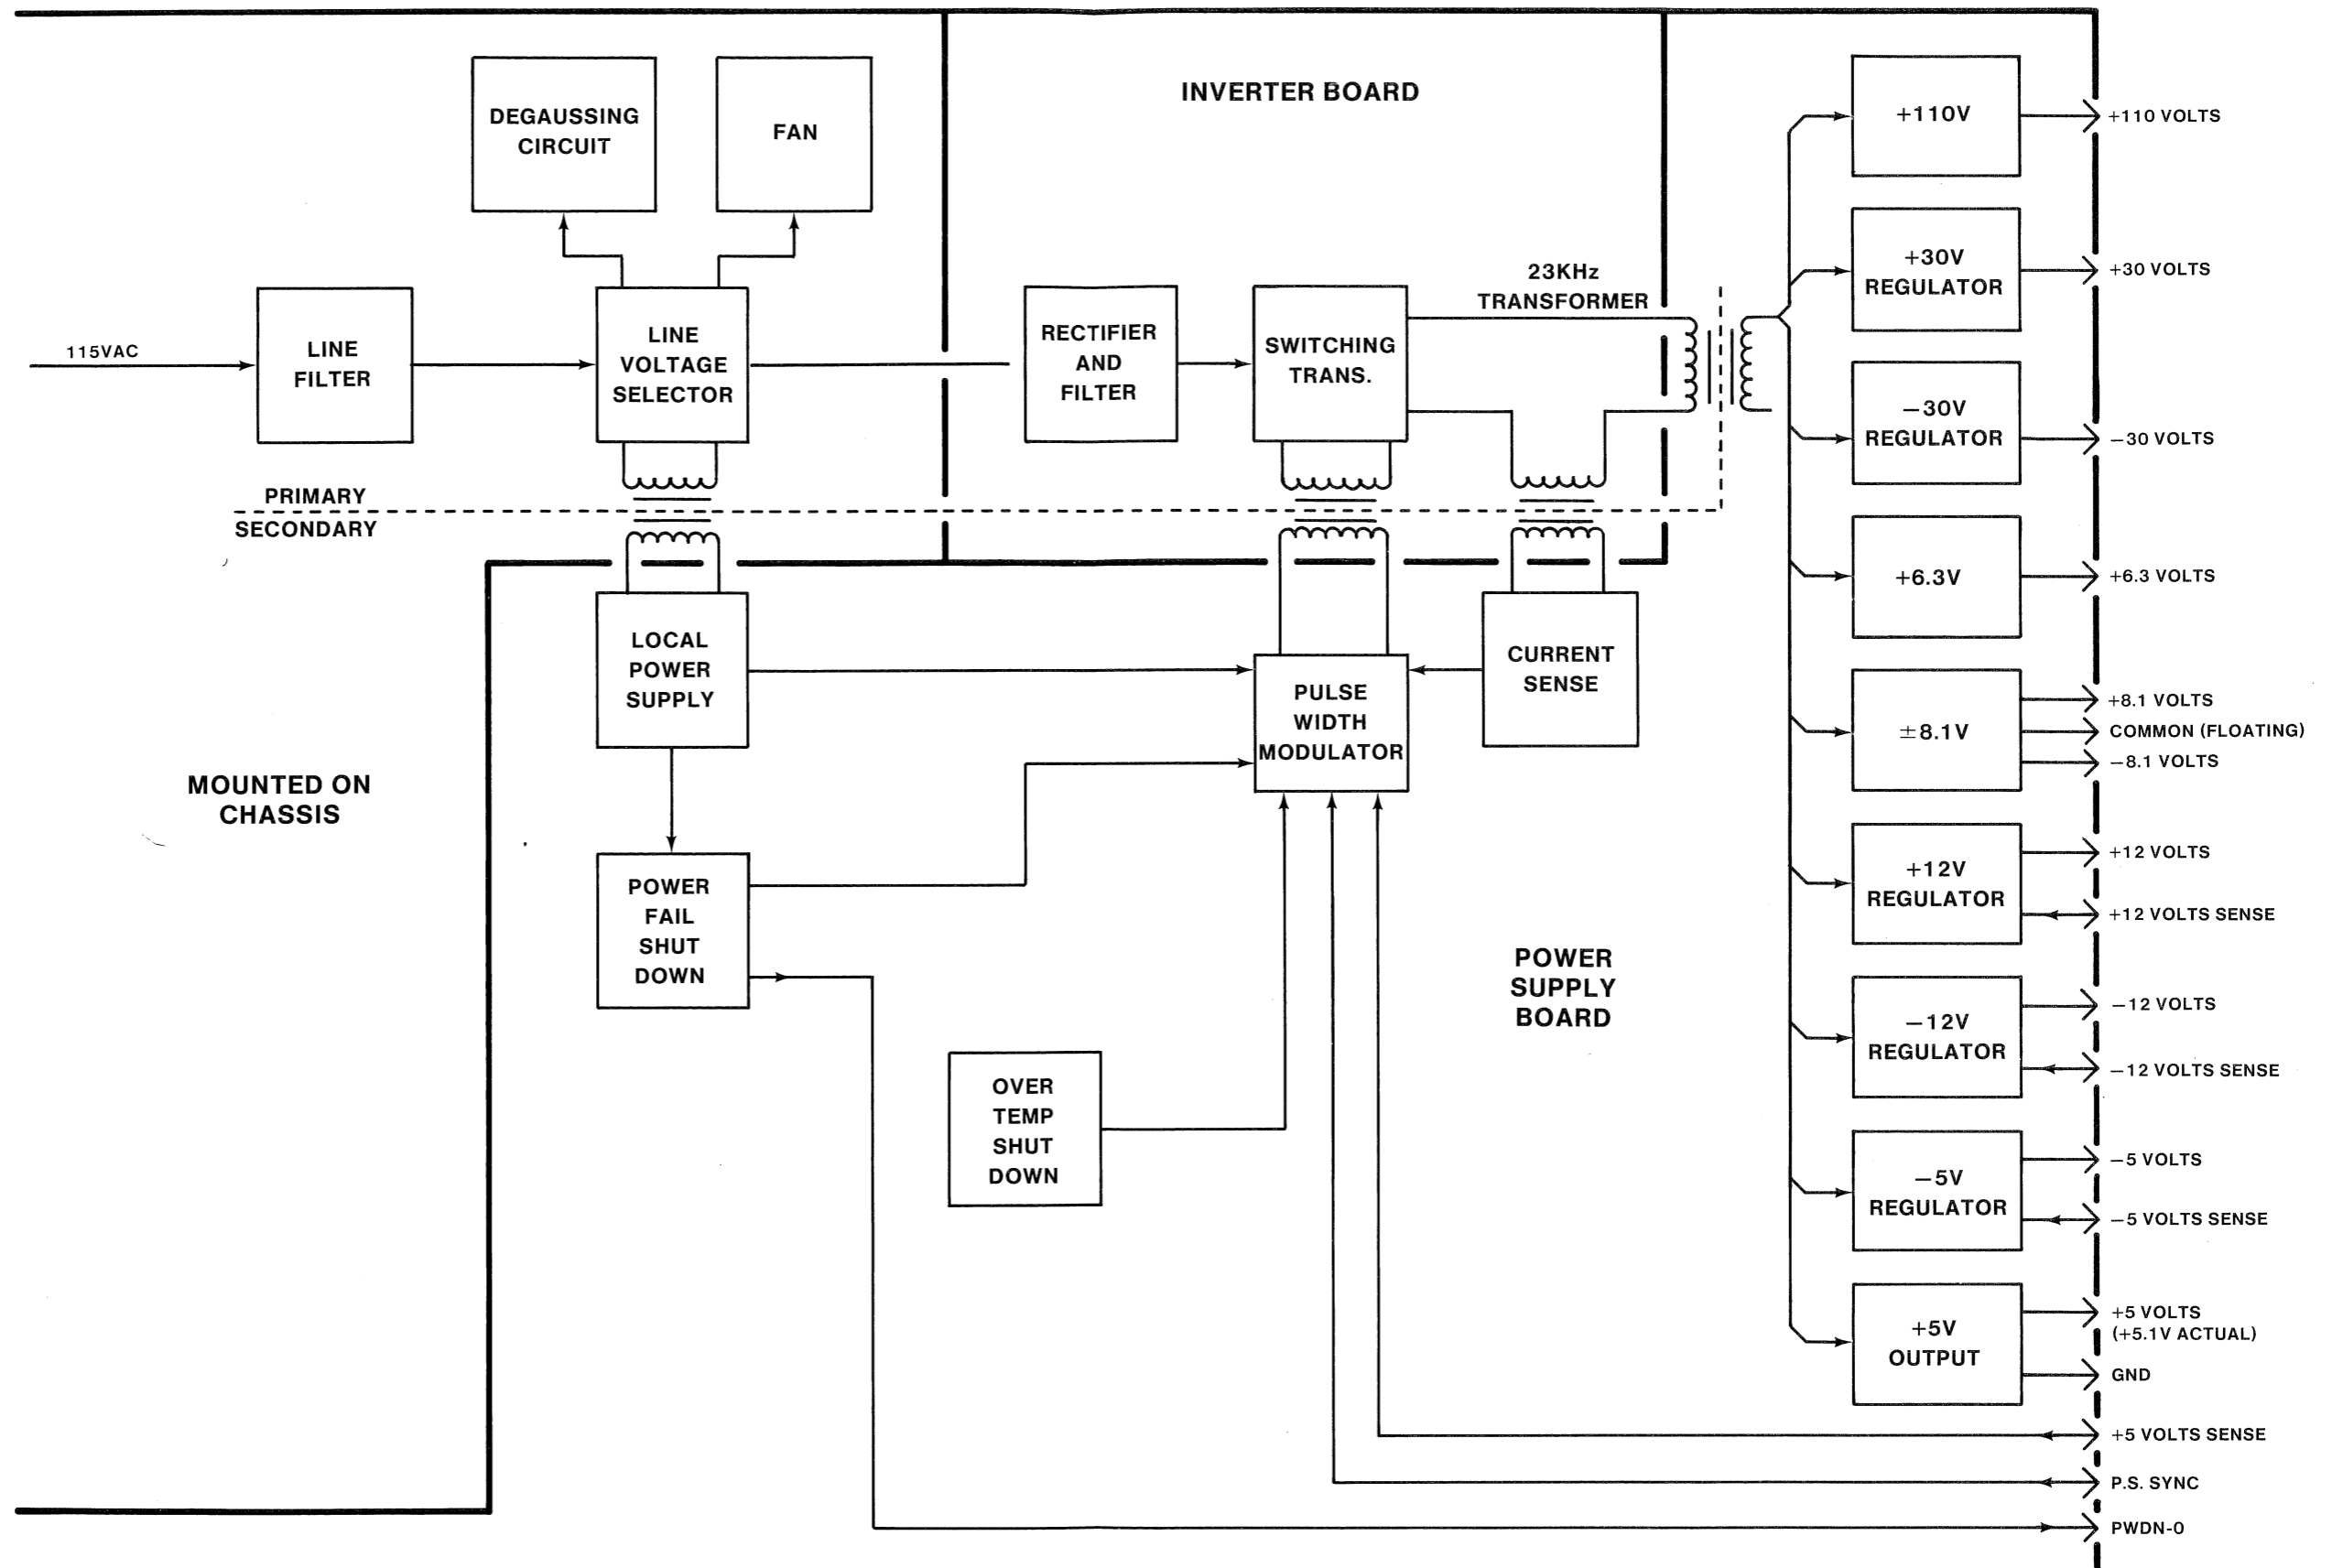 DEGAUSSING
CIRCUIT
FAN
INVERTER BOARD
115VAC
LINE
FILTER
LINE
VOLTAGE
SELECTOR
RECTIFIER
AND
FILTER
SWITCHING
TRANS.
23KHz
TRANSFORMER
PRIMARY
SECONDARY
LOCAL
POWER
SUPPLY
PULSE
WIDTH
MODULATOR
CURRENT
SENSE
MOUNTED ON
CHASSIS
POWER
FAIL
SHUT
DOWN
OVER
TEMP
SHUT
DOWN
POWER
SUPPLY
BOARD
+110V
+110 VOLTS
+30V
REGULATOR
+30 VOLTS
−30V
REGULATOR
−30 VOLTS
+6.3V
+6.3 VOLTS
±8.1V
+8.1 VOLTS
COMMON (FLOATING)
−8.1 VOLTS
+12V
REGULATOR
+12 VOLTS
+12 VOLTS SENSE
−12V
REGULATOR
−12 VOLTS
−12 VOLTS SENSE
−5V
REGULATOR
−5 VOLTS
−5 VOLTS SENSE
+5V
OUTPUT
+5 VOLTS
(+5.1V ACTUAL)
GND
+5 VOLTS SENSE
P.S. SYNC
PWDN-0